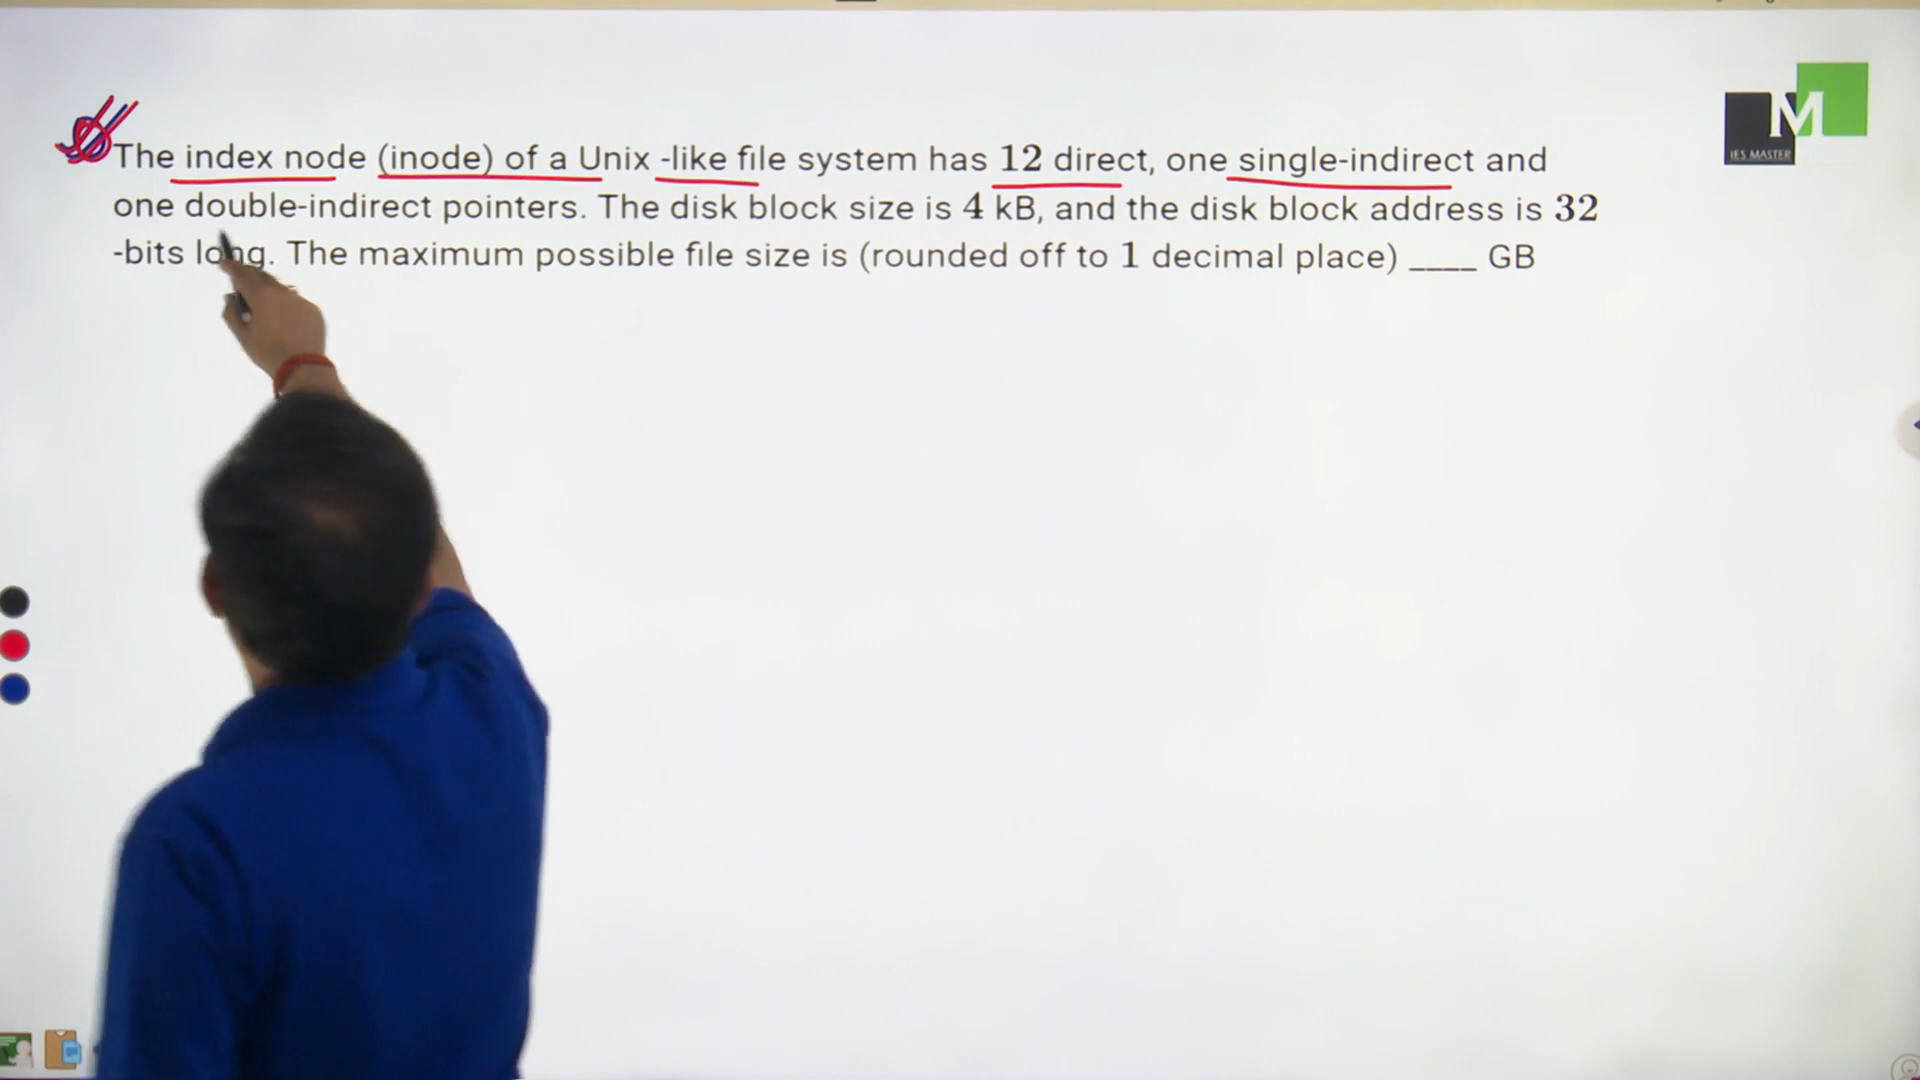 The index node (inode) of a Unix -like file system has 12 direct, one single-indirect and
one double-indirect pointers. The disk block size is 4 kB, and the disk block address is 32
-bits long. The maximum possible file size is (rounded off to 1 decimal place) ____ GB
M
IES MASTER